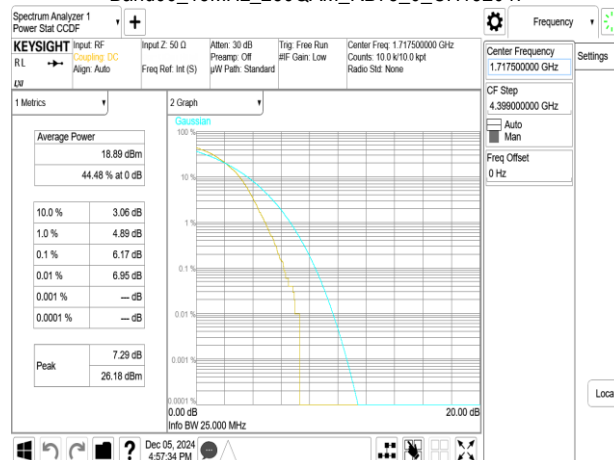 Spectrum Analyzer 1
Power Stat CCDF
Frequency
KEYSIGHT
RL
Input: RF
Coupling: DC
Align: Auto
Input Z: 50 Ω
Freq Ref: Int (S)
Atten: 30 dB
Preamp: Off
µW Path: Standard
Trig: Free Run
#IF Gain: Low
Center Freq: 1.717500000 GHz
Counts: 10.0 k/10.0 kpt
Radio Std: None
Center Frequency
1.717500000 GHz
Settings
CF Step
4.399000000 GHz
Auto
Man
Freq Offset
0 Hz
1 Metrics
2 Graph
Gaussian
Average Power
18.89 dBm
44.48 % at 0 dB
10.0 % 3.06 dB
1.0 % 4.89 dB
0.1 % 6.17 dB
0.01 % 6.95 dB
0.001 % --- dB
0.0001 % --- dB
Peak
7.29 dB
26.18 dBm
100 %
10 %
1 %
0.1 %
0.01 %
0.001 %
0.0001 %
0.00 dB
20.00 dB
Info BW 25.000 MHz
Loca
?
Dec 05, 2024
4:57:34 PM